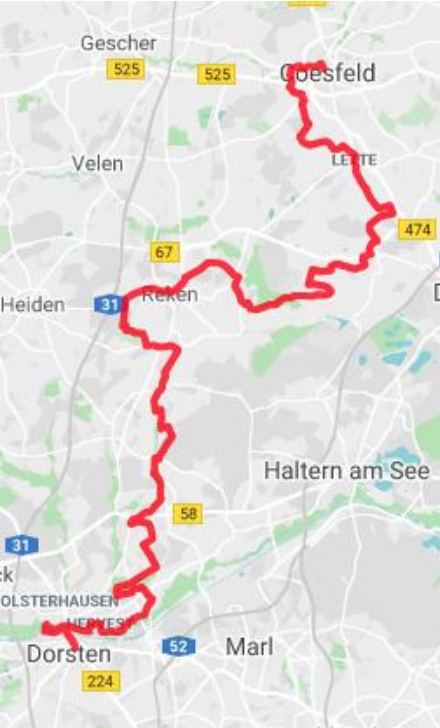 Gescher
525
525
Coesfeld
LETTE
Velen
474
67
Reken
Heiden
31
D
Haltern am See
58
31
ck
OLSTERHAUSEN
HERVEST
Dorsten
52
Marl
224